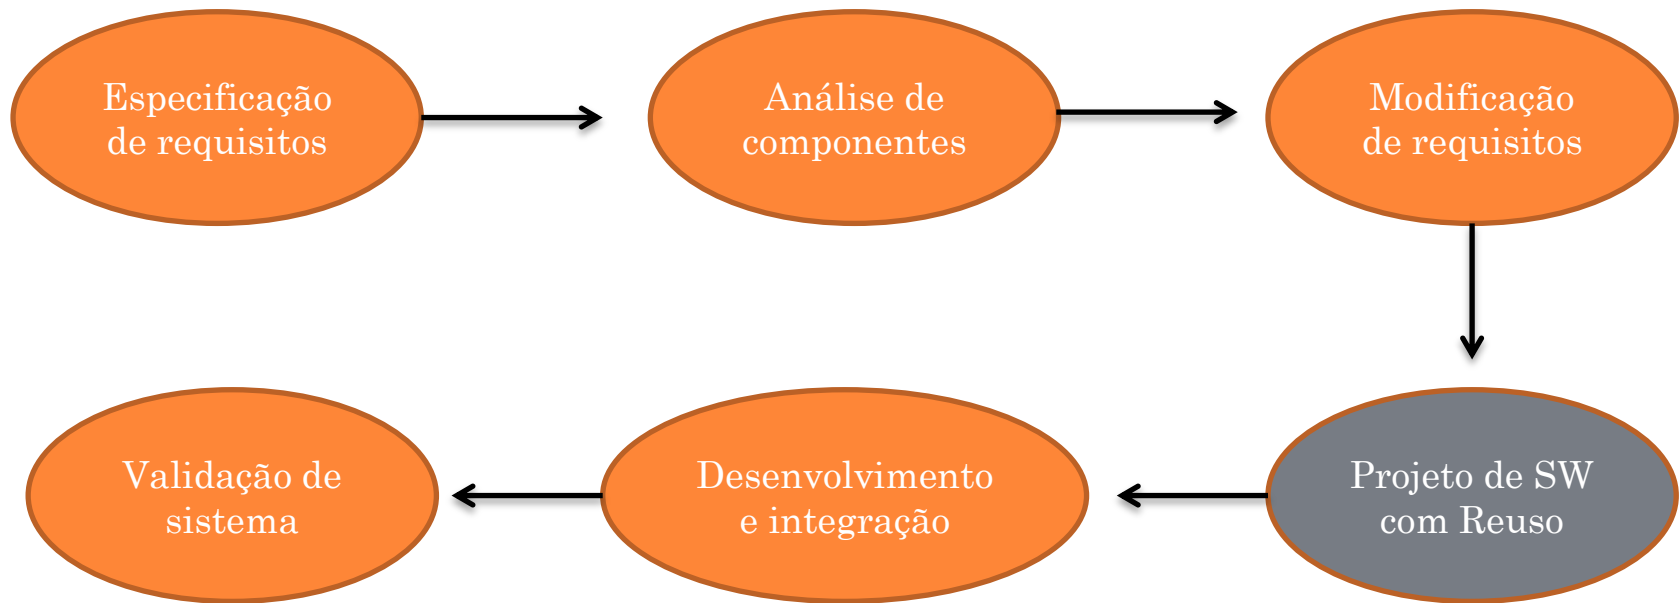 Especificação
de requisitos
Análise de
componentes
Modificação
de requisitos
Validação de
sistema
Desenvolvimento
e integração
Projeto de SW
com Reuso